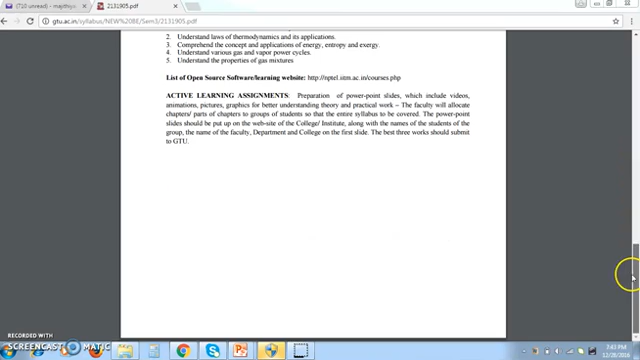 (710 unread) - majithiya
2131905.pdf
gtu.ac.in/syllabus/NEW%20BE/Sem3/2131905.pdf
2. Understand laws of thermodynamics and its applications.
3. Comprehend the concept and applications of energy, entropy and exergy.
4. Understand various gas and vapor power cycles.
5. Understand the properties of gas mixtures
List of Open Source Software/learning website: http://nptel.iitm.ac.in/courses.php
ACTIVE LEARNING ASSIGNMENTS: Preparation of power-point slides, which include videos,
animations, pictures, graphics for better understanding theory and practical work – The faculty will allocate
chapters/ parts of chapters to groups of students so that the entire syllabus to be covered. The power-point
slides should be put up on the web-site of the College/ Institute, along with the names of the students of the
group, the name of the faculty, Department and College on the first slide. The best three works should submit
to GTU.
RECORDED WITH
SCREENCAST MATIC
7:43 PM
12/28/2016